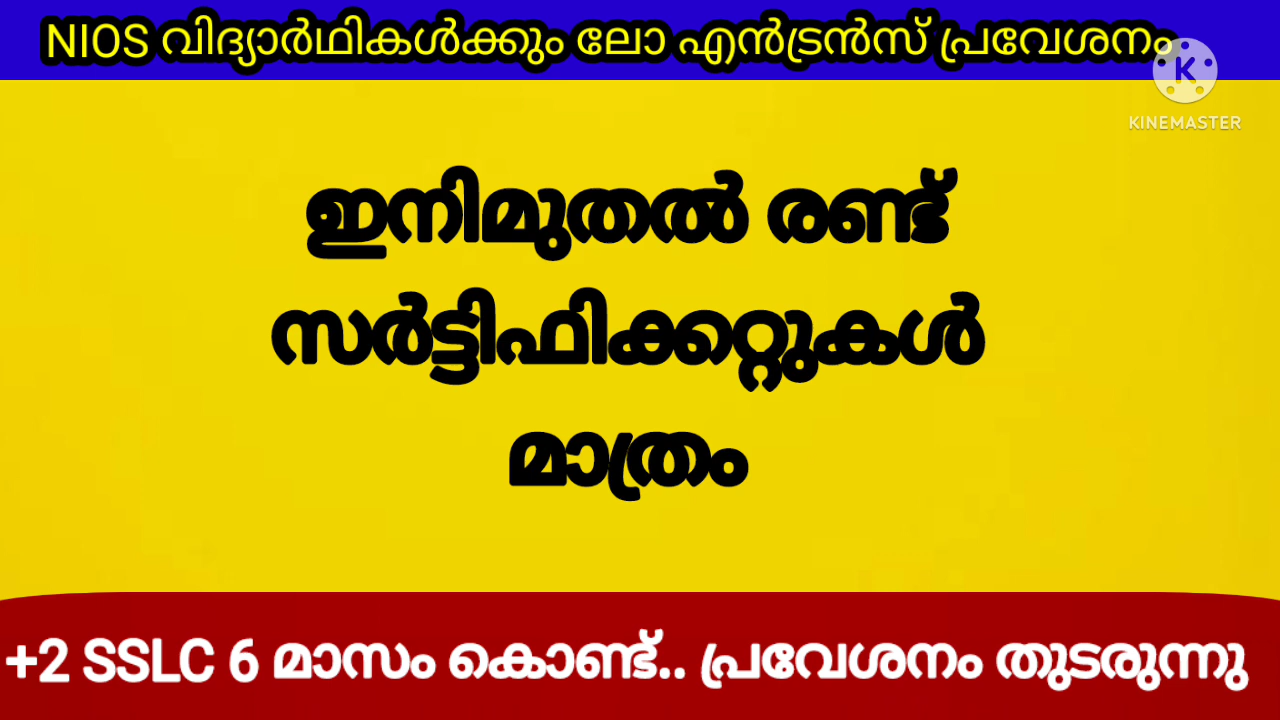 NIOS വിദ്യാർഥികൾക്കും ലോ എൻട്രൻസ് പ്രവേശനം
K
KINEMASTER
ഇനിമുതൽ രണ്ട്
സർട്ടിഫിക്കറ്റുകൾ
മാത്രം
+2 SSLC 6 മാസം കൊണ്ട്.. പ്രവേശനം തുടരുന്നു